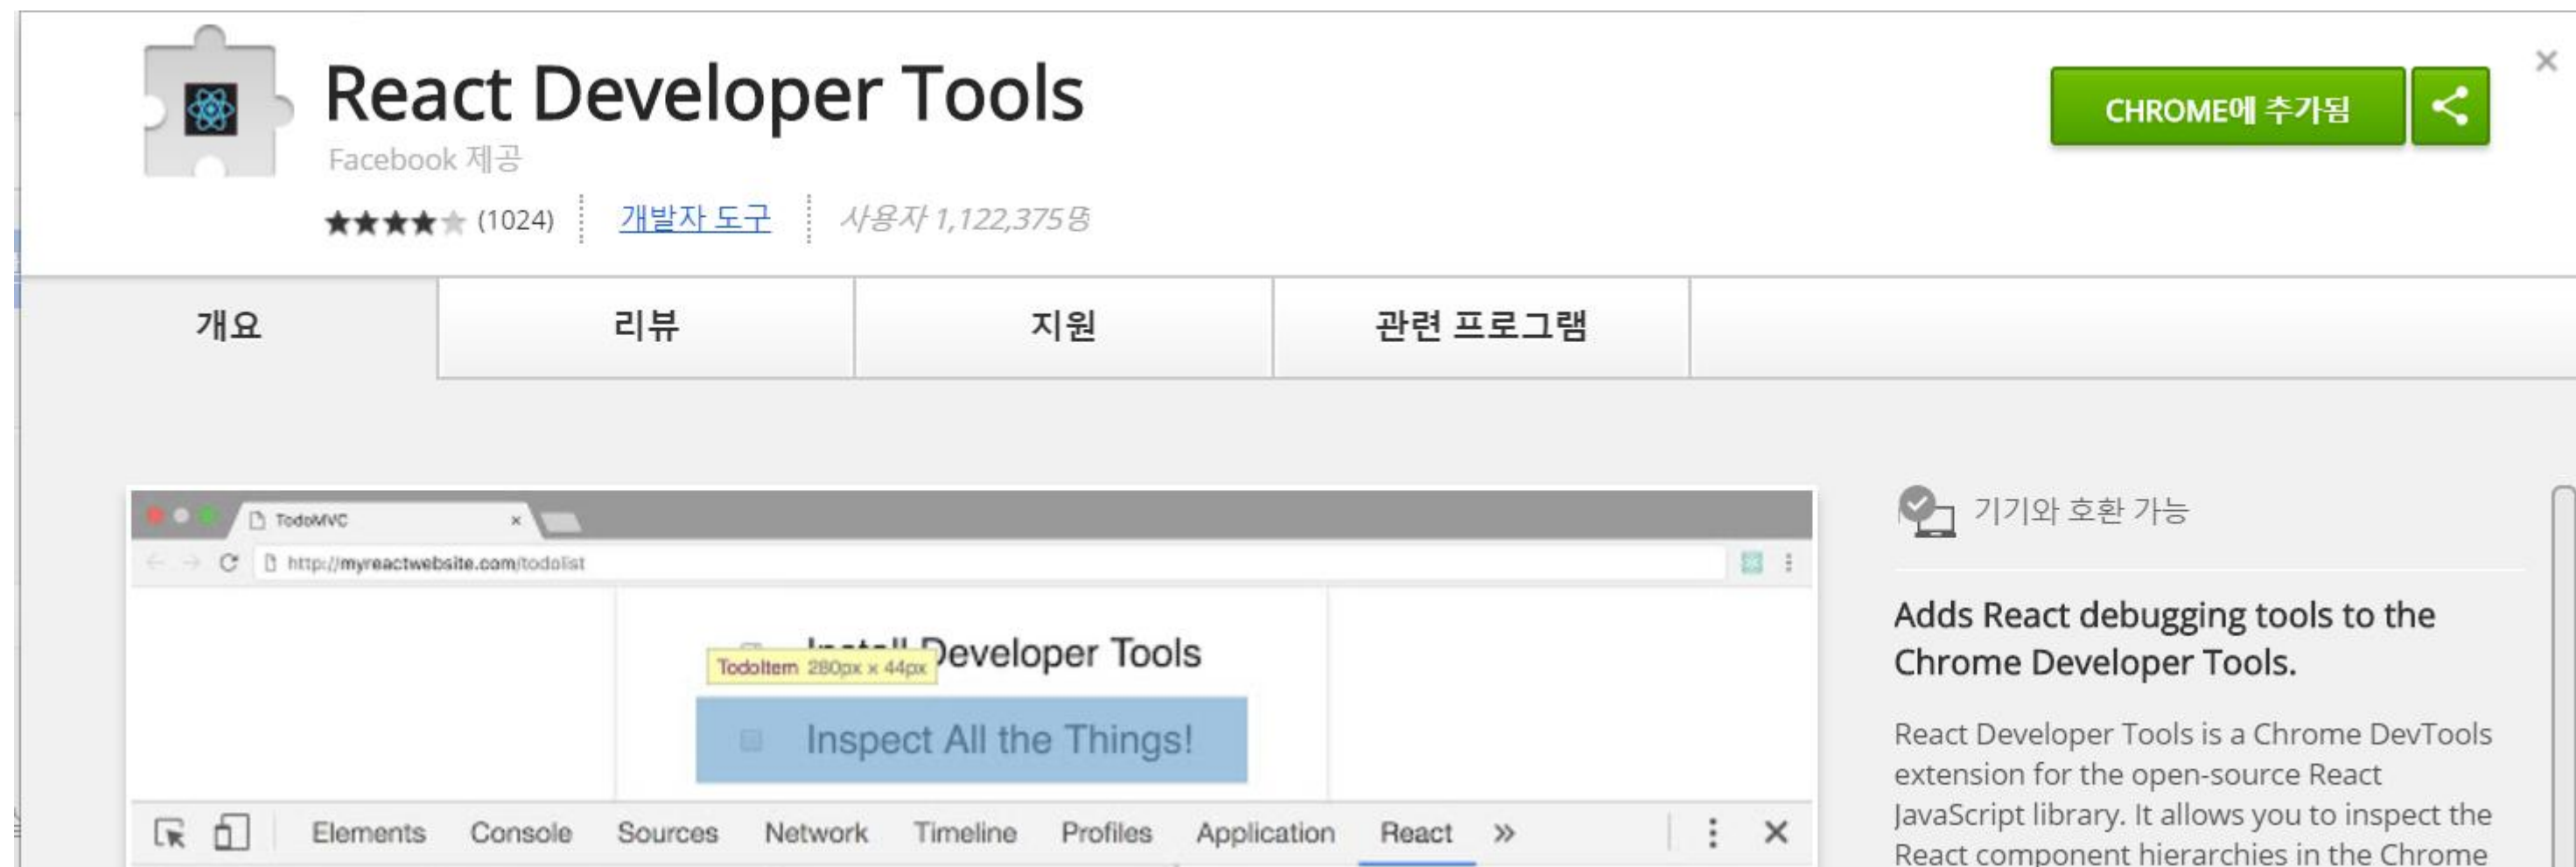 React Developer Tools
CHROME에 추가됨
Facebook 제공
(1024) 개발자 도구 사용자 1,122,375명
개요 리뷰 지원 관련 프로그램
TodoMVC
http://myreactwebsite.com/todolist
Install Developer Tools
TodoItem 280px × 44px
Inspect All the Things!
Elements Console Sources Network Timeline Profiles Application React
기기와 호환 가능
Adds React debugging tools to the
Chrome Developer Tools.
React Developer Tools is a Chrome DevTools
extension for the open-source React
JavaScript library. It allows you to inspect the
React component hierarchies in the Chrome